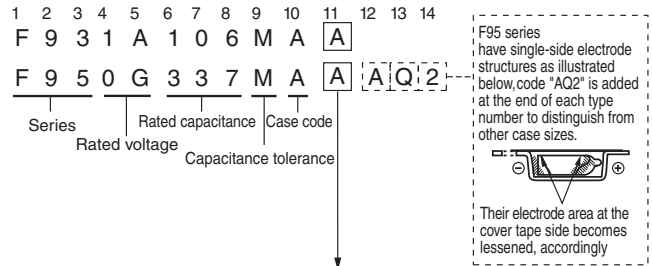 1 2 3 4 5 6 7 8 9 10 11 12 13 14
F 9 3 1 A 1 0 6 M A A
F 9 5 0 G 3 3 7 M A A A Q 2
Series
Rated voltage
Rated capacitance
Capacitance tolerance
Case code
F95 series
have single-side electrode
structures as illustrated
below,code "AQ2" is added
at the end of each type
number to distinguish from
other case sizes.
⊖ ⊕
Their electrode area at the
cover tape side becomes
lessened, accordingly